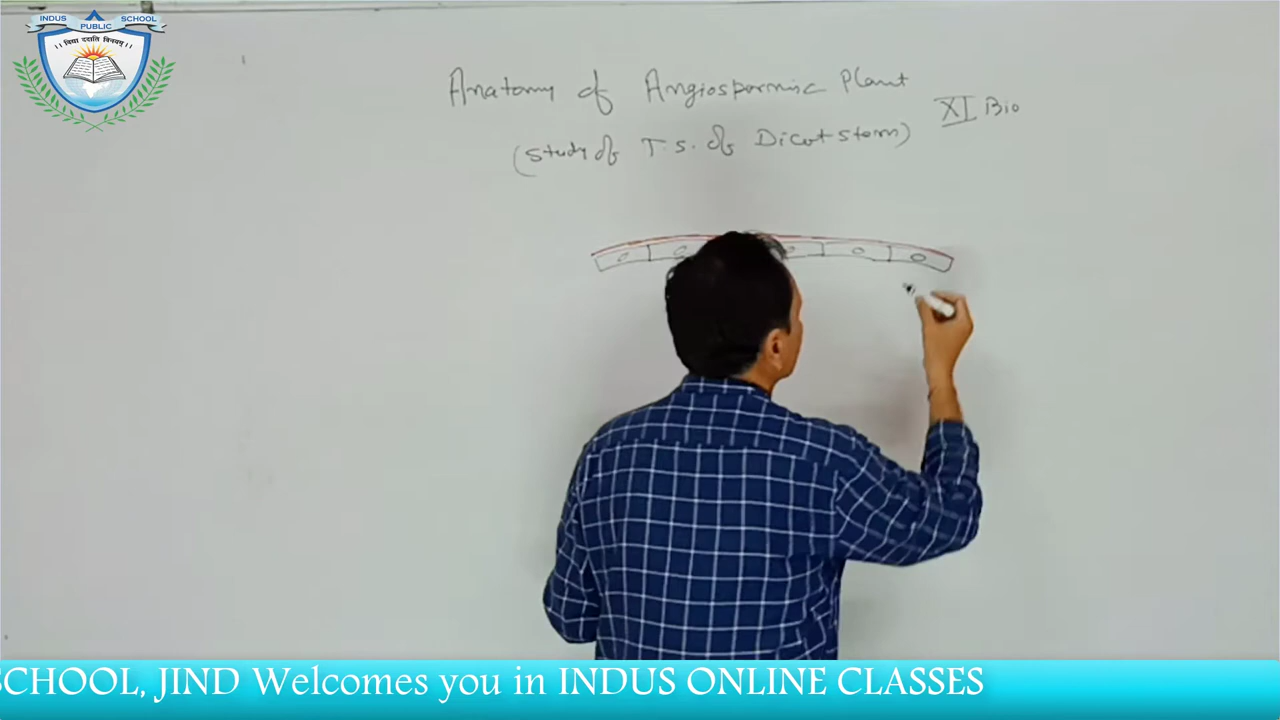 INDUS PUBLIC SCHOOL
।। विद्या ददाति विनयम् ।।
Anatomy of Angiospermic Plant
XI Bio
(Study of T.S. of Dicot stem)
SCHOOL, JIND Welcomes you in INDUS ONLINE CLASSES